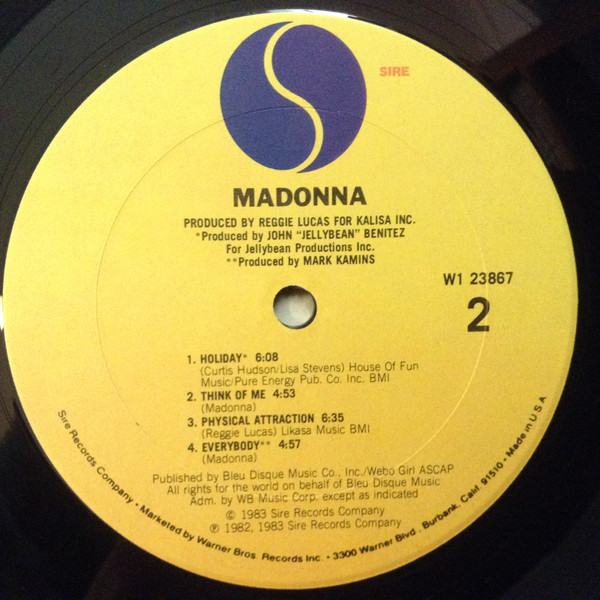 SIRE
MADONNA
PRODUCED BY REGGIE LUCAS FOR KALISA INC.
*Produced by JOHN "JELLYBEAN" BENITEZ
For Jellybean Productions Inc.
**Produced by MARK KAMINS
W1 23867
2
1. HOLIDAY* 6:08
(Curtis Hudson/Lisa Stevens) House Of Fun
Music/Pure Energy Pub. Co. Inc. BMI
2. THINK OF ME 4:53
(Madonna)
3. PHYSICAL ATTRACTION 6:35
(Reggie Lucas) Likasa Music BMI
4. EVERYBODY** 4:57
(Madonna)
Published by Bleu Disque Music Co., Inc./Webo Girl ASCAP
All rights for the world on behalf of Bleu Disque Music
Adm. by WB Music Corp. except as indicated
© 1983 Sire Records Company
℗ 1982, 1983 Sire Records Company
Sire Records Company • Marketed by Warner Bros. Records Inc. • 3300 Warner Blvd., Burbank, Calif. 91510 • Made in U.S.A.